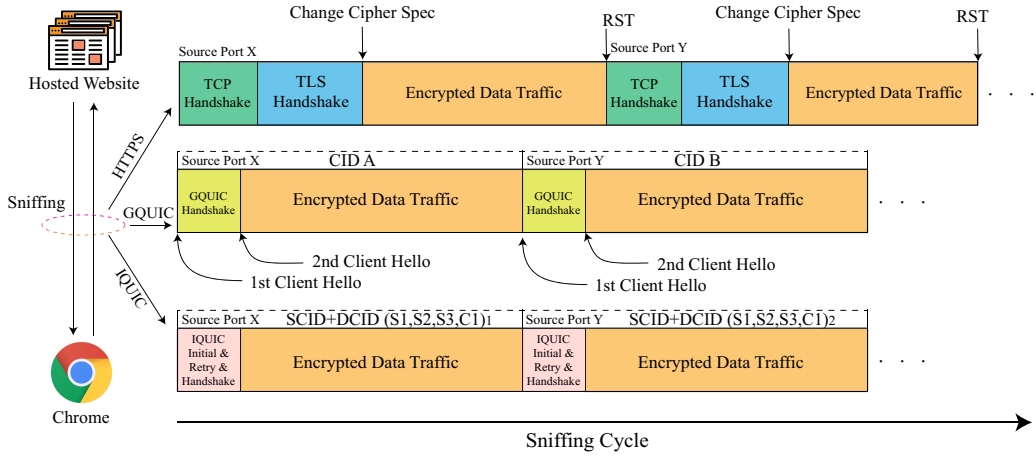 Change Cipher Spec
RST
Change Cipher Spec
RST
Source Port X
Source Port Y
Hosted Website
TCP
Handshake
TLS
Handshake
Encrypted Data Traffic
TCP
Handshake
TLS
Handshake
Encrypted Data Traffic
. . .
HTTPS
Source Port X
CID A
Source Port Y
CID B
Sniffing
GQUIC
GQUIC
Handshake
Encrypted Data Traffic
GQUIC
Handshake
Encrypted Data Traffic
. . .
2nd Client Hello
1st Client Hello
2nd Client Hello
1st Client Hello
IQUIC
Source Port X
SCID+DCID (S1,S2,S3,C1)1
Source Port Y
SCID+DCID (S1,S2,S3,C1)2
IQUIC
Initial &
Retry &
Handshake
Encrypted Data Traffic
IQUIC
Initial &
Retry &
Handshake
Encrypted Data Traffic
. . .
Chrome
Sniffing Cycle